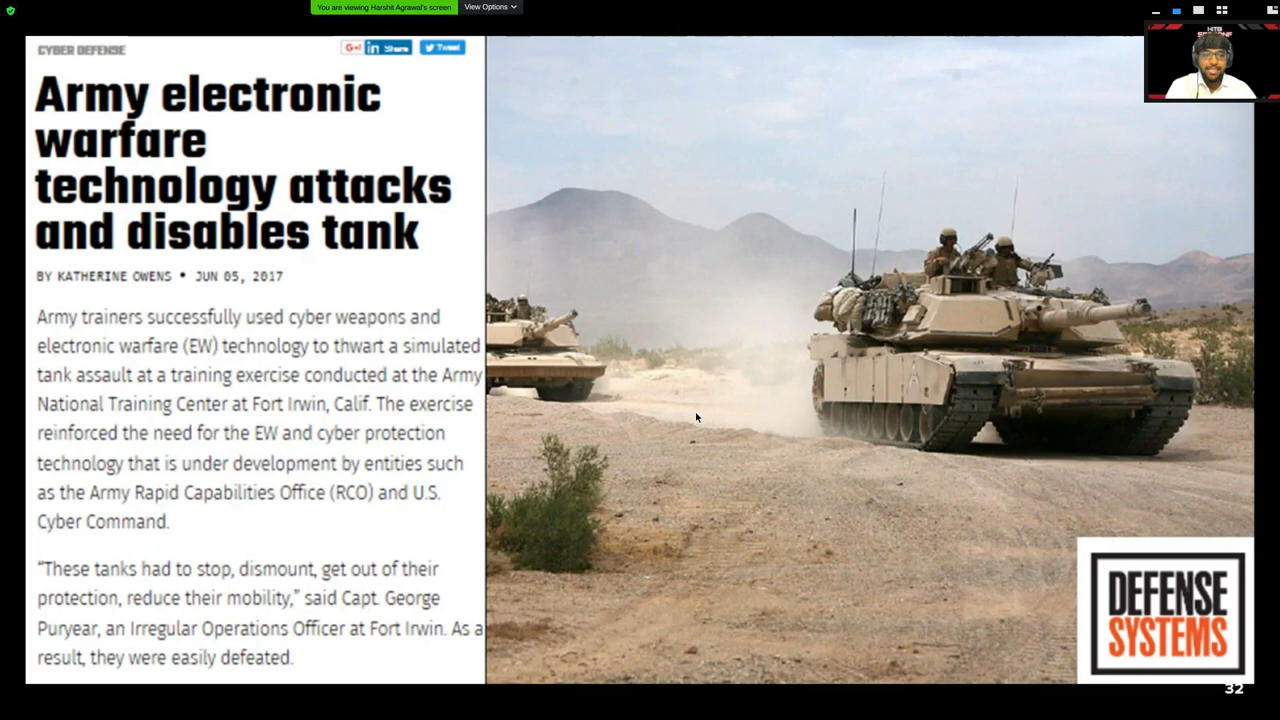 You are viewing Harshit Agrawal's screen
View Options
CYBER DEFENSE
G+
in Share
Tweet
Army electronic
warfare
technology attacks
and disables tank
BY KATHERINE OWENS • JUN 05, 2017
Army trainers successfully used cyber weapons and
electronic warfare (EW) technology to thwart a simulated
tank assault at a training exercise conducted at the Army
National Training Center at Fort Irwin, Calif. The exercise
reinforced the need for the EW and cyber protection
technology that is under development by entities such
as the Army Rapid Capabilities Office (RCO) and U.S.
Cyber Command.
“These tanks had to stop, dismount, get out of their
protection, reduce their mobility,” said Capt. George
Puryear, an Irregular Operations Officer at Fort Irwin. As a
result, they were easily defeated.
DEFENSE
SYSTEMS
32